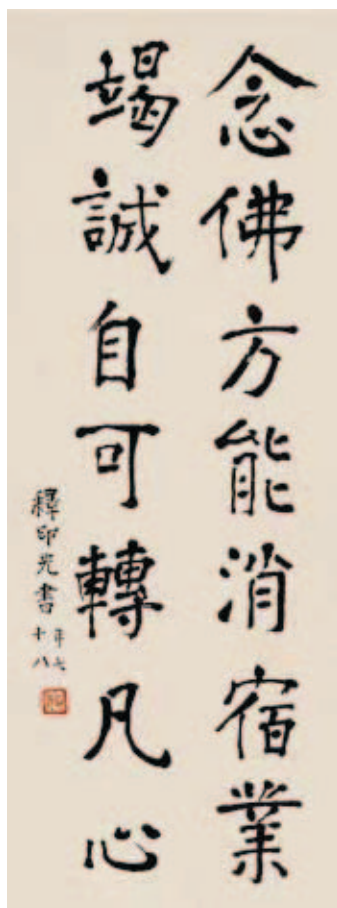 念佛方能消宿業
竭誠自可轉凡心
釋印光書
年七
十八